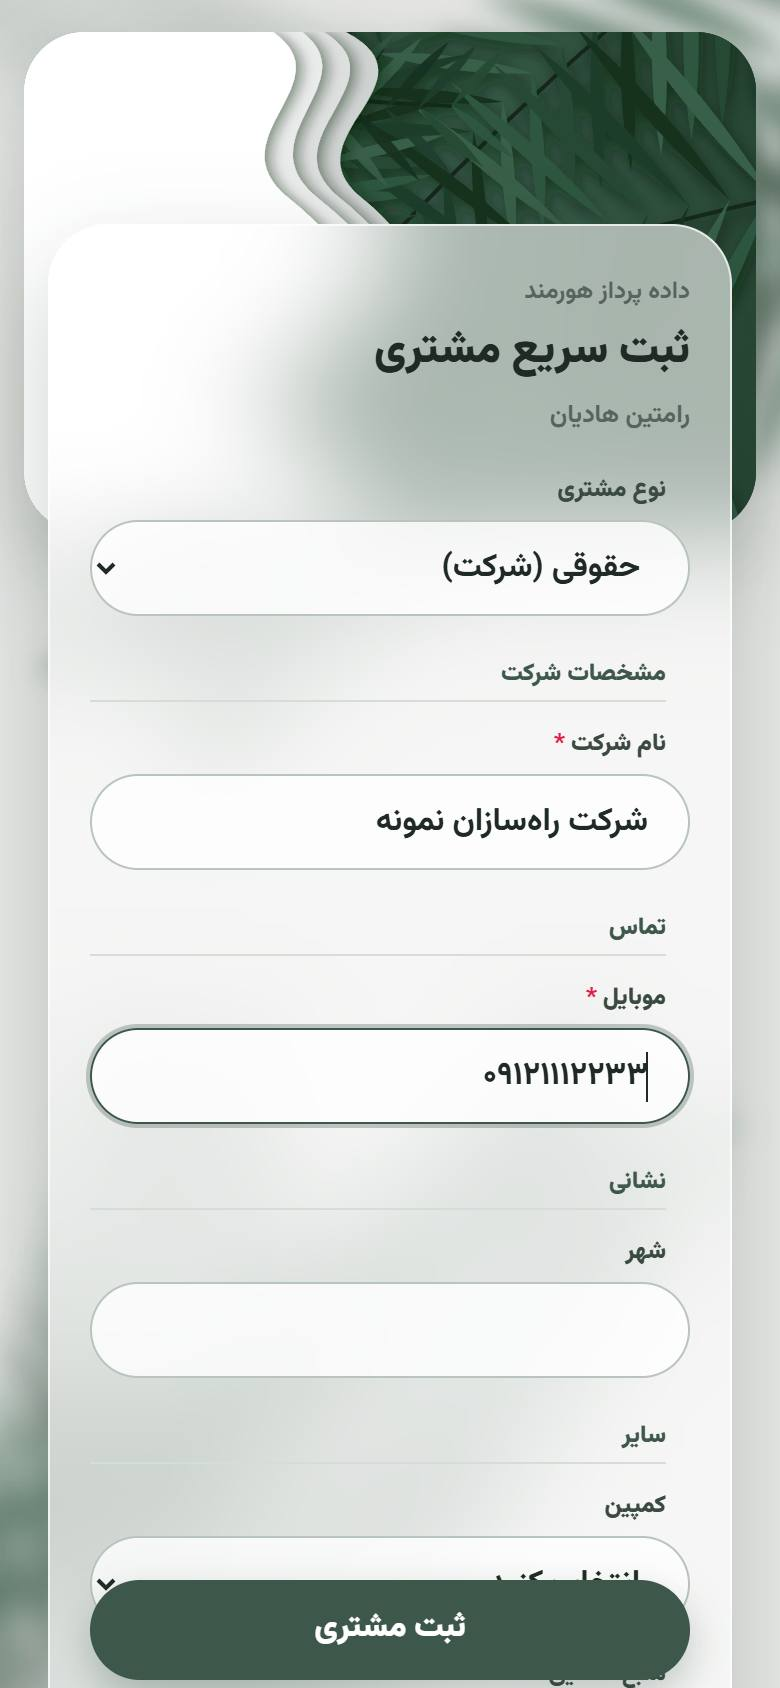 داده پرداز هورمند
ثبت سریع مشتری
رامتین هادیان
نوع مشتری
حقوقی (شرکت)
مشخصات شرکت
نام شرکت *
شرکت راه‌سازان نمونه
تماس
موبایل *
۰۹۱۲۱۱۱۲۲۳۳
نشانی
شهر
سایر
کمپین
ثبت مشتری